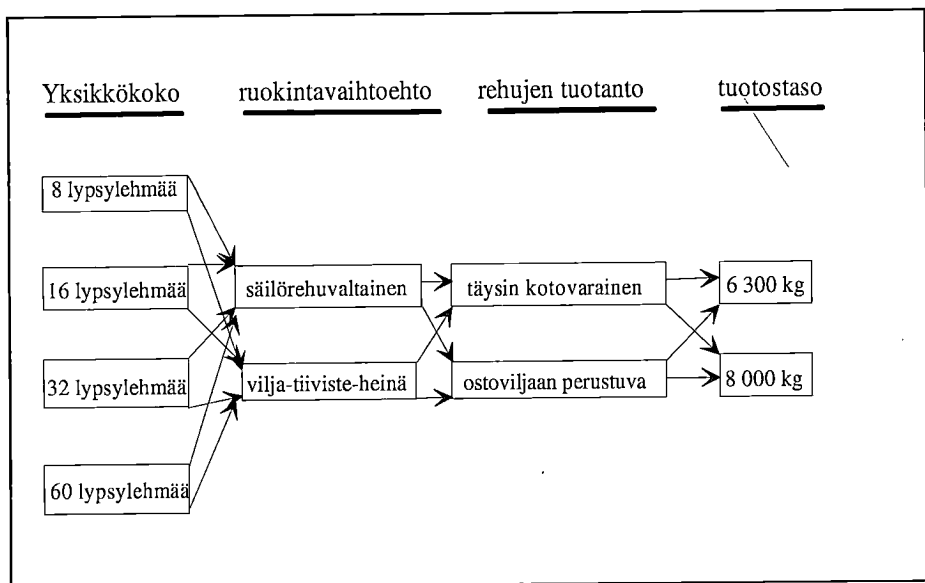 Yksikkökoko ruokintavaihtoehto rehujen tuotanto tuotostaso
8 lypsylehmää
16 lypsylehmää säilörehuvaltainen täysin kotovarainen 6 300 kg
32 lypsylehmää vilja-tiiviste-heinä ostoviljaan perustuva 8 000 kg
60 lypsylehmää